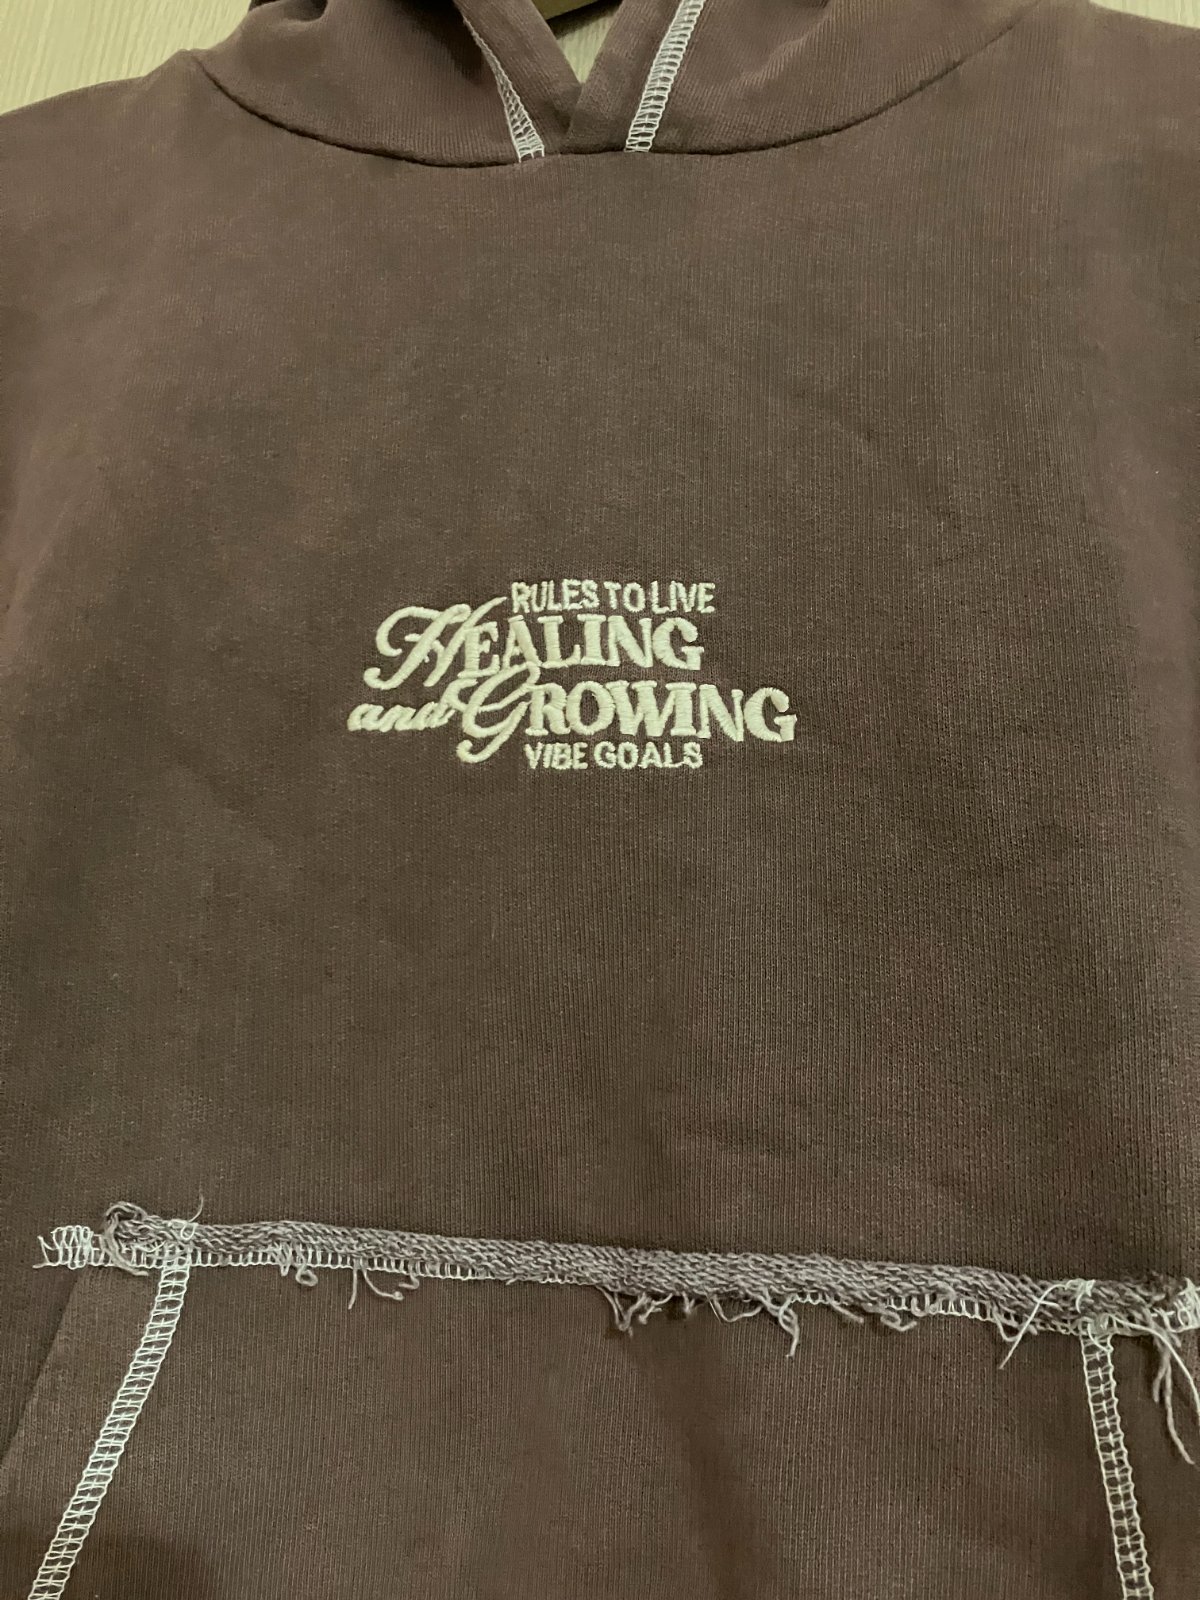 RULES TO LIVE
HEALING
and GROWING
VIBE GOALS